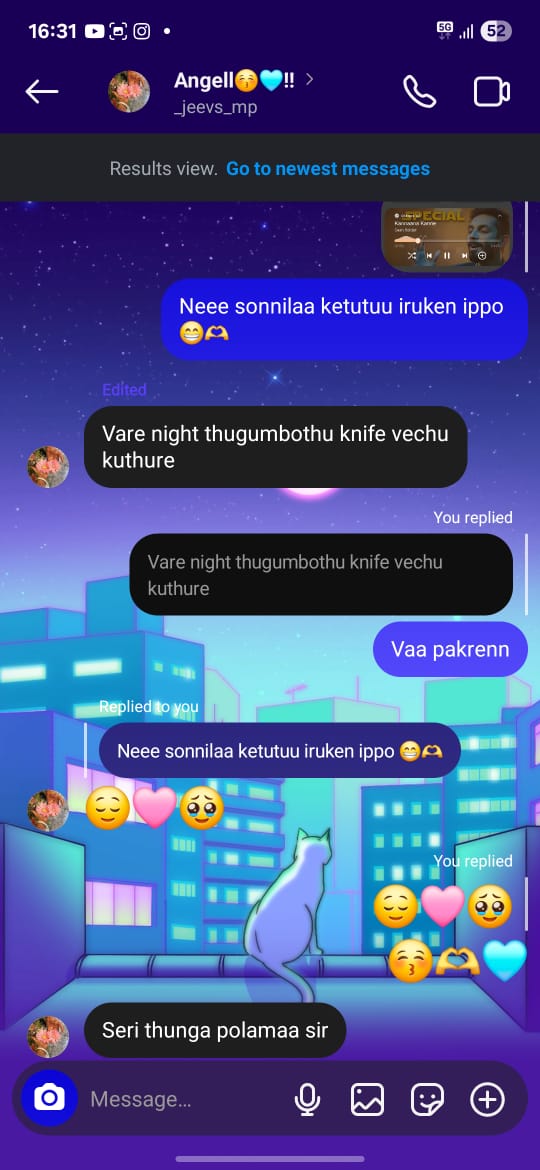 16:31
5G
52
Angell😚🩵!!
_jeevs_mp
Results view. Go to newest messages
SPECIAL
Kannaana Kanne
Neee sonnilaa ketutuu iruken ippo
😁🫶
Edited
Vare night thugumbothu knife vechu
kuthure
You replied
Vare night thugumbothu knife vechu
kuthure
Vaa pakrenn
Replied to you
Neee sonnilaa ketutuu iruken ippo 😁🫶
😌🩷🥹
You replied
😌🩷🥹
😚🫶🩵
Seri thunga polamaa sir
Message...